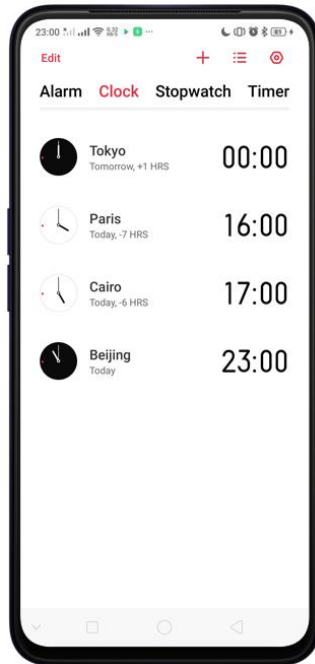 23:00
Edit
Alarm Clock Stopwatch Timer
Tokyo
Tomorrow, +1 HRS
00:00
Paris
Today, -7 HRS
16:00
Cairo
Today, -6 HRS
17:00
Beijing
Today
23:00